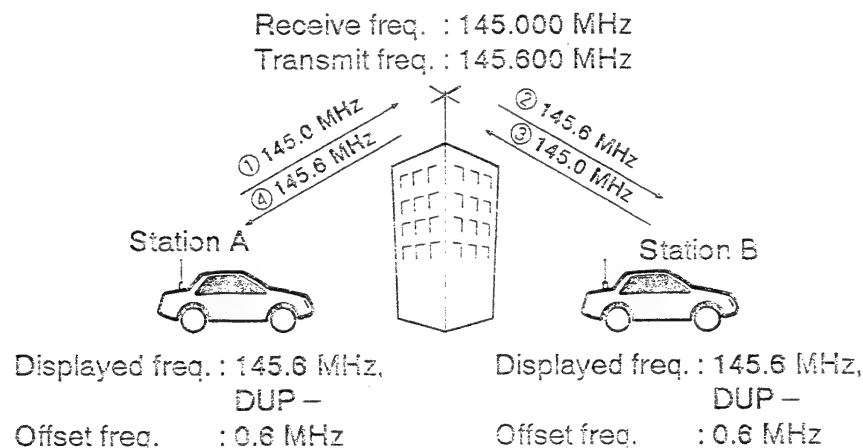 Receive freq. : 145.000 MHz
Transmit freq. : 145.600 MHz
① 145.0 MHz
④ 145.6 MHz
② 145.6 MHz
③ 145.0 MHz
Station A
Station B
Displayed freq. : 145.6 MHz,
DUP –
Offset freq. : 0.6 MHz
Displayed freq. : 145.6 MHz,
DUP –
Offset freq. : 0.6 MHz